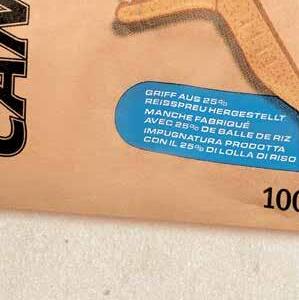 CAN
GRIFF AUS 25%
REISSPREU HERGESTELLT
MANCHE FABRIQUÉ
AVEC 25% DE BALLE DE RIZ
IMPUGNATURA PRODOTTA
CON IL 25% DI LOLLA DI RISO
100